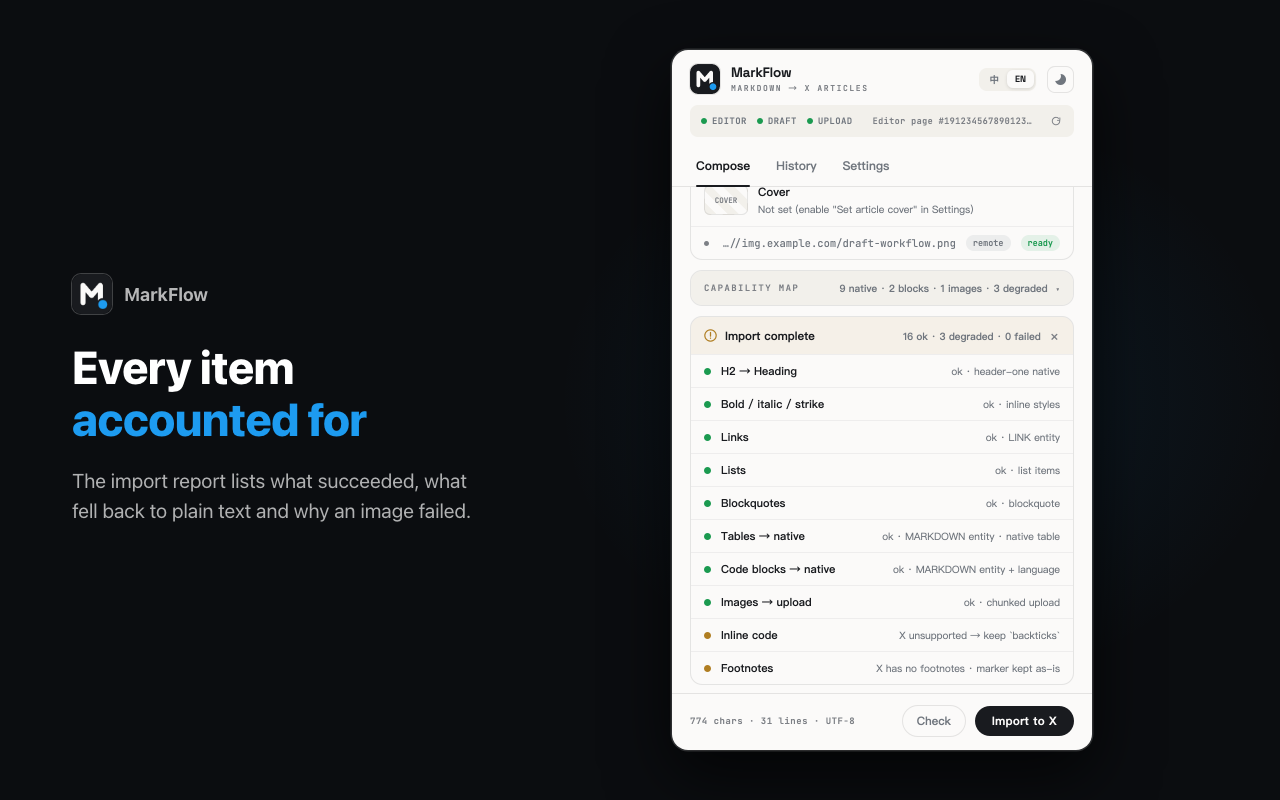 MarkFlow
Every item
accounted for
The import report lists what succeeded, what
fell back to plain text and why an image failed.
MarkFlow
MARKDOWN → X ARTICLES
中 EN
EDITOR DRAFT UPLOAD Editor page #191234567890123…
Compose History Settings
COVER
Cover
Not set (enable "Set article cover" in Settings)
…//img.example.com/draft-workflow.png remote ready
CAPABILITY MAP 9 native · 2 blocks · 1 images · 3 degraded
Import complete 16 ok · 3 degraded · 0 failed ×
H2 → Heading ok · header-one native
Bold / italic / strike ok · inline styles
Links ok · LINK entity
Lists ok · list items
Blockquotes ok · blockquote
Tables → native ok · MARKDOWN entity · native table
Code blocks → native ok · MARKDOWN entity + language
Images → upload ok · chunked upload
Inline code X unsupported → keep `backticks`
Footnotes X has no footnotes · marker kept as-is
774 chars · 31 lines · UTF-8 Check Import to X